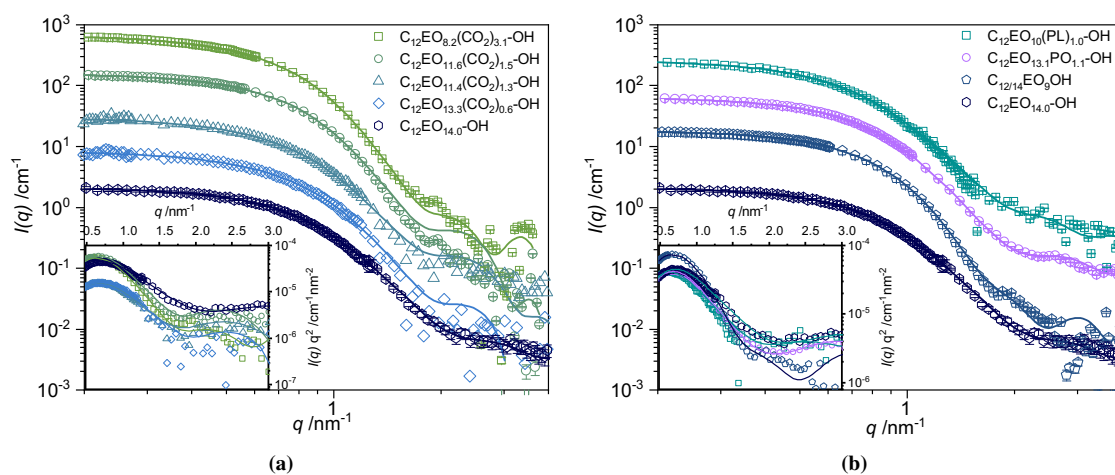 10³
10²
10¹
10⁰
10⁻¹
10⁻²
10⁻³
I(q) /cm⁻¹
C₁₂EO₈.₂(CO₂)₃.₁-OH
C₁₂EO₁₁.₆(CO₂)₁.₅-OH
C₁₂EO₁₁.₄(CO₂)₁.₃-OH
C₁₂EO₁₃.₃(CO₂)₀.₆-OH
C₁₂EO₁₄.₀-OH
q /nm⁻¹
0.5 1.0 1.5 2.0 2.5 3.0
10⁻⁴
10⁻⁵
10⁻⁶
10⁻⁷
I(q) q² /cm⁻¹nm⁻²
1
q /nm⁻¹
(a)
10³
10²
10¹
10⁰
10⁻¹
10⁻²
10⁻³
I(q) /cm⁻¹
C₁₂EO₁₀(PL)₁.₀-OH
C₁₂EO₁₃.₁PO₁.₁-OH
C₁₂/₁₄EO₉OH
C₁₂EO₁₄.₀-OH
q /nm⁻¹
0.5 1.0 1.5 2.0 2.5 3.0
10⁻⁴
10⁻⁵
10⁻⁶
I(q) q² /cm⁻¹nm⁻²
1
q /nm⁻¹
(b)